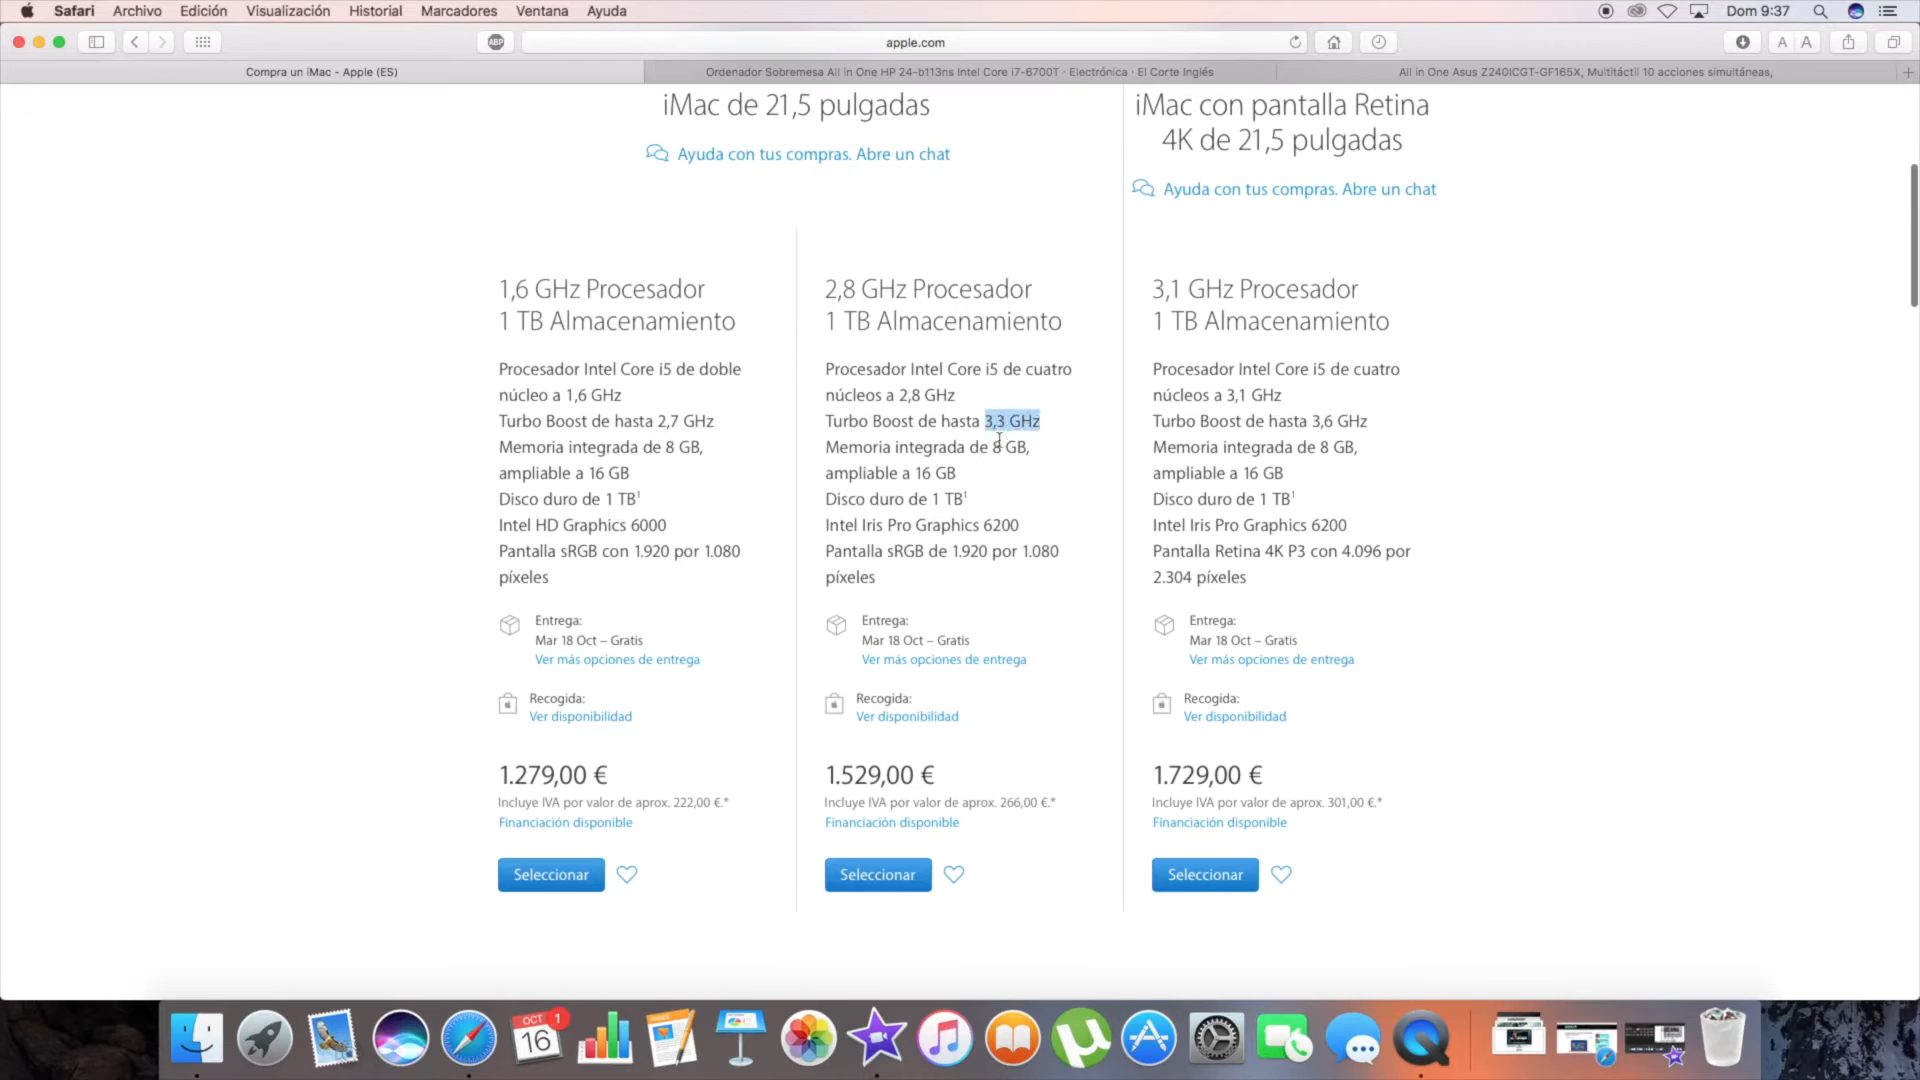 Safari Archivo Edición Visualización Historial Marcadores Ventana Ayuda
Dom 9:37
ABP
apple.com
A A
Compra un iMac - Apple (ES)
Ordenador Sobremesa All in One HP 24-b113ns Intel Core i7-6700T · Electrónica · El Corte Inglés
All in One Asus Z240ICGT-GF165X, Multitáctil 10 acciones simultáneas,
iMac de 21,5 pulgadas
Ayuda con tus compras. Abre un chat
iMac con pantalla Retina
4K de 21,5 pulgadas
Ayuda con tus compras. Abre un chat
1,6 GHz Procesador
1 TB Almacenamiento
Procesador Intel Core i5 de doble
núcleo a 1,6 GHz
Turbo Boost de hasta 2,7 GHz
Memoria integrada de 8 GB,
ampliable a 16 GB
Disco duro de 1 TB¹
Intel HD Graphics 6000
Pantalla sRGB con 1.920 por 1.080
píxeles
Entrega:
Mar 18 Oct – Gratis
Ver más opciones de entrega
Recogida:
Ver disponibilidad
1.279,00 €
Incluye IVA por valor de aprox. 222,00 €.*
Financiación disponible
Seleccionar
2,8 GHz Procesador
1 TB Almacenamiento
Procesador Intel Core i5 de cuatro
núcleos a 2,8 GHz
Turbo Boost de hasta 3,3 GHz
Memoria integrada de 8 GB,
ampliable a 16 GB
Disco duro de 1 TB¹
Intel Iris Pro Graphics 6200
Pantalla sRGB de 1.920 por 1.080
píxeles
Entrega:
Mar 18 Oct – Gratis
Ver más opciones de entrega
Recogida:
Ver disponibilidad
1.529,00 €
Incluye IVA por valor de aprox. 266,00 €.*
Financiación disponible
Seleccionar
3,1 GHz Procesador
1 TB Almacenamiento
Procesador Intel Core i5 de cuatro
núcleos a 3,1 GHz
Turbo Boost de hasta 3,6 GHz
Memoria integrada de 8 GB,
ampliable a 16 GB
Disco duro de 1 TB¹
Intel Iris Pro Graphics 6200
Pantalla Retina 4K P3 con 4.096 por
2.304 píxeles
Entrega:
Mar 18 Oct – Gratis
Ver más opciones de entrega
Recogida:
Ver disponibilidad
1.729,00 €
Incluye IVA por valor de aprox. 301,00 €.*
Financiación disponible
Seleccionar
OCT 1
16
PAGES